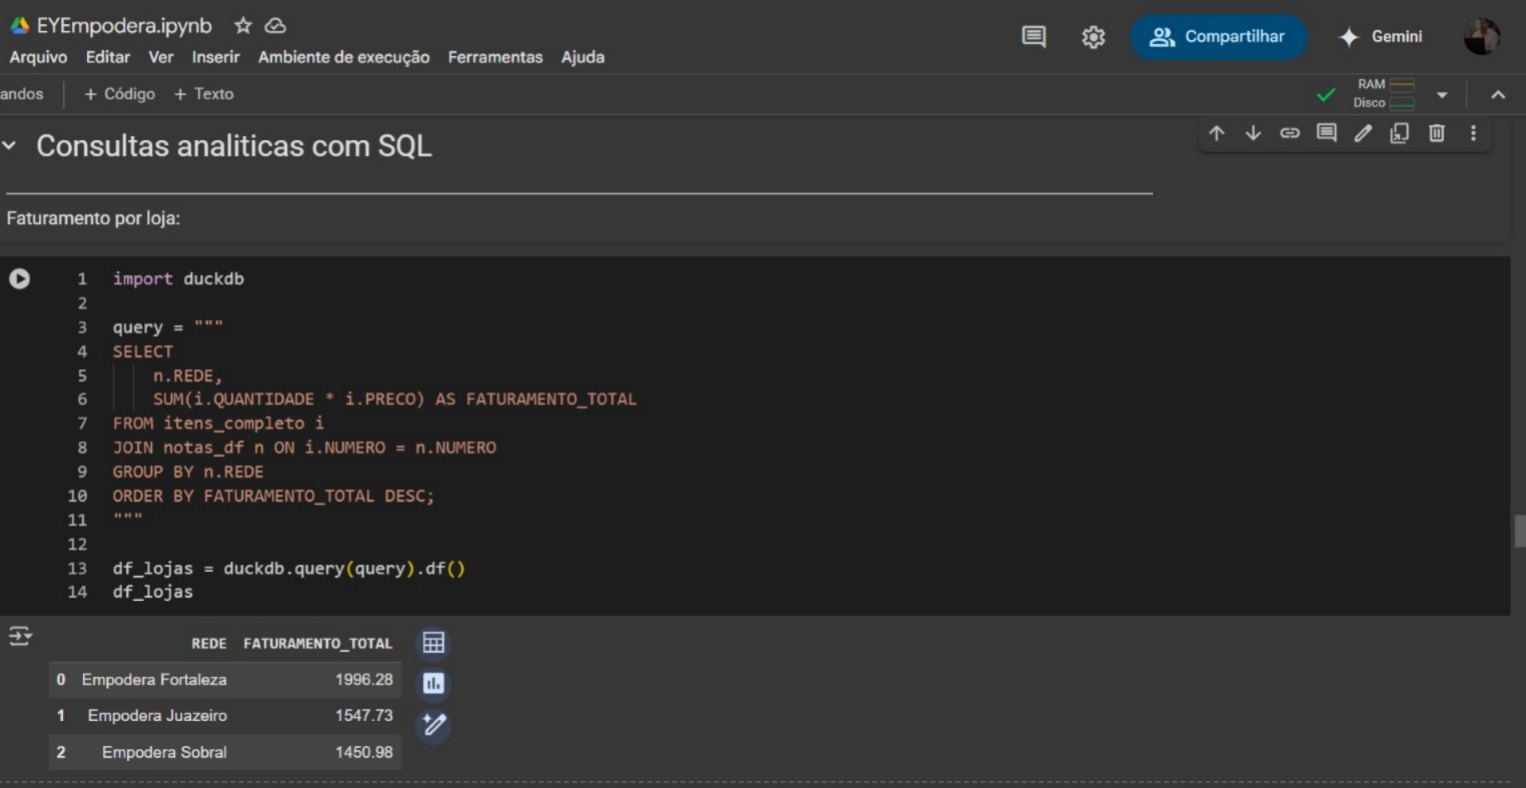 EYEmpodera.ipynb
Arquivo Editar Ver Inserir Ambiente de execução Ferramentas Ajuda
Compartilhar
Gemini
andos + Código + Texto
RAM
Disco
Consultas analiticas com SQL
Faturamento por loja:
1 import duckdb
2
3 query = """
4 SELECT
5 n.REDE,
6 SUM(i.QUANTIDADE * i.PRECO) AS FATURAMENTO_TOTAL
7 FROM itens_completo i
8 JOIN notas_df n ON i.NUMERO = n.NUMERO
9 GROUP BY n.REDE
10 ORDER BY FATURAMENTO_TOTAL DESC;
11 """
12
13 df_lojas = duckdb.query(query).df()
14 df_lojas
REDE FATURAMENTO_TOTAL
0 Empodera Fortaleza 1996.28
1 Empodera Juazeiro 1547.73
2 Empodera Sobral 1450.98